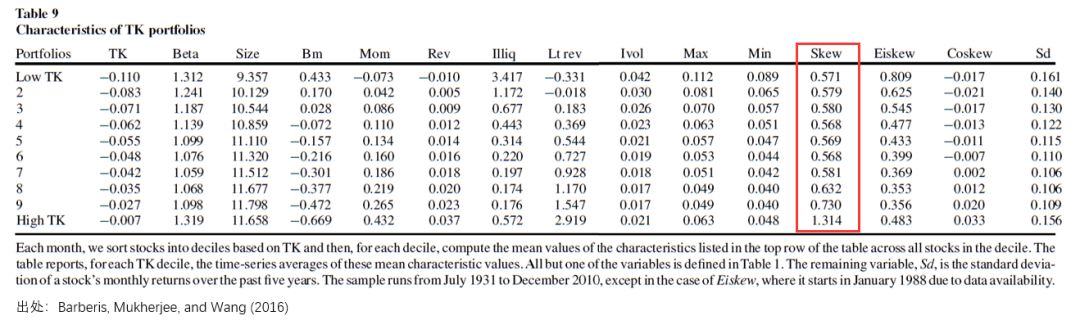 Table 9
Characteristics of TK portfolios
Portfolios TK Beta Size Bm Mom Rev Illiq Lt rev Ivol Max Min Skew Eiskew Coskew Sd
Low TK −0.110 1.312 9.357 0.433 −0.073 −0.010 3.417 −0.331 0.042 0.112 0.089 0.571 0.809 −0.017 0.161
2 −0.083 1.241 10.129 0.170 0.042 0.005 1.172 −0.018 0.030 0.081 0.065 0.579 0.625 −0.021 0.140
3 −0.071 1.187 10.544 0.028 0.086 0.009 0.677 0.183 0.026 0.070 0.057 0.580 0.545 −0.017 0.130
4 −0.062 1.139 10.859 −0.072 0.110 0.012 0.443 0.369 0.023 0.063 0.051 0.568 0.477 −0.013 0.122
5 −0.055 1.099 11.110 −0.157 0.134 0.014 0.314 0.544 0.021 0.057 0.047 0.569 0.433 −0.011 0.115
6 −0.048 1.076 11.320 −0.216 0.160 0.016 0.220 0.727 0.019 0.053 0.044 0.568 0.399 −0.007 0.110
7 −0.042 1.059 11.512 −0.301 0.186 0.018 0.197 0.928 0.018 0.051 0.042 0.581 0.369 0.002 0.106
8 −0.035 1.068 11.677 −0.377 0.219 0.020 0.174 1.170 0.017 0.049 0.040 0.632 0.353 0.012 0.106
9 −0.027 1.098 11.798 −0.472 0.265 0.023 0.176 1.547 0.017 0.049 0.040 0.730 0.356 0.020 0.109
High TK −0.007 1.319 11.658 −0.669 0.432 0.037 0.572 2.919 0.021 0.063 0.048 1.314 0.483 0.033 0.156
Each month, we sort stocks into deciles based on TK and then, for each decile, compute the mean values of the characteristics listed in the top row of the table across all stocks in the decile. The
table reports, for each TK decile, the time-series averages of these mean characteristic values. All but one of the variables is defined in Table 1. The remaining variable, Sd, is the standard devia-
tion of a stock's monthly returns over the past five years. The sample runs from July 1931 to December 2010, except in the case of Eiskew, where it starts in January 1988 due to data availability.
出处：Barberis, Mukherjee, and Wang (2016)